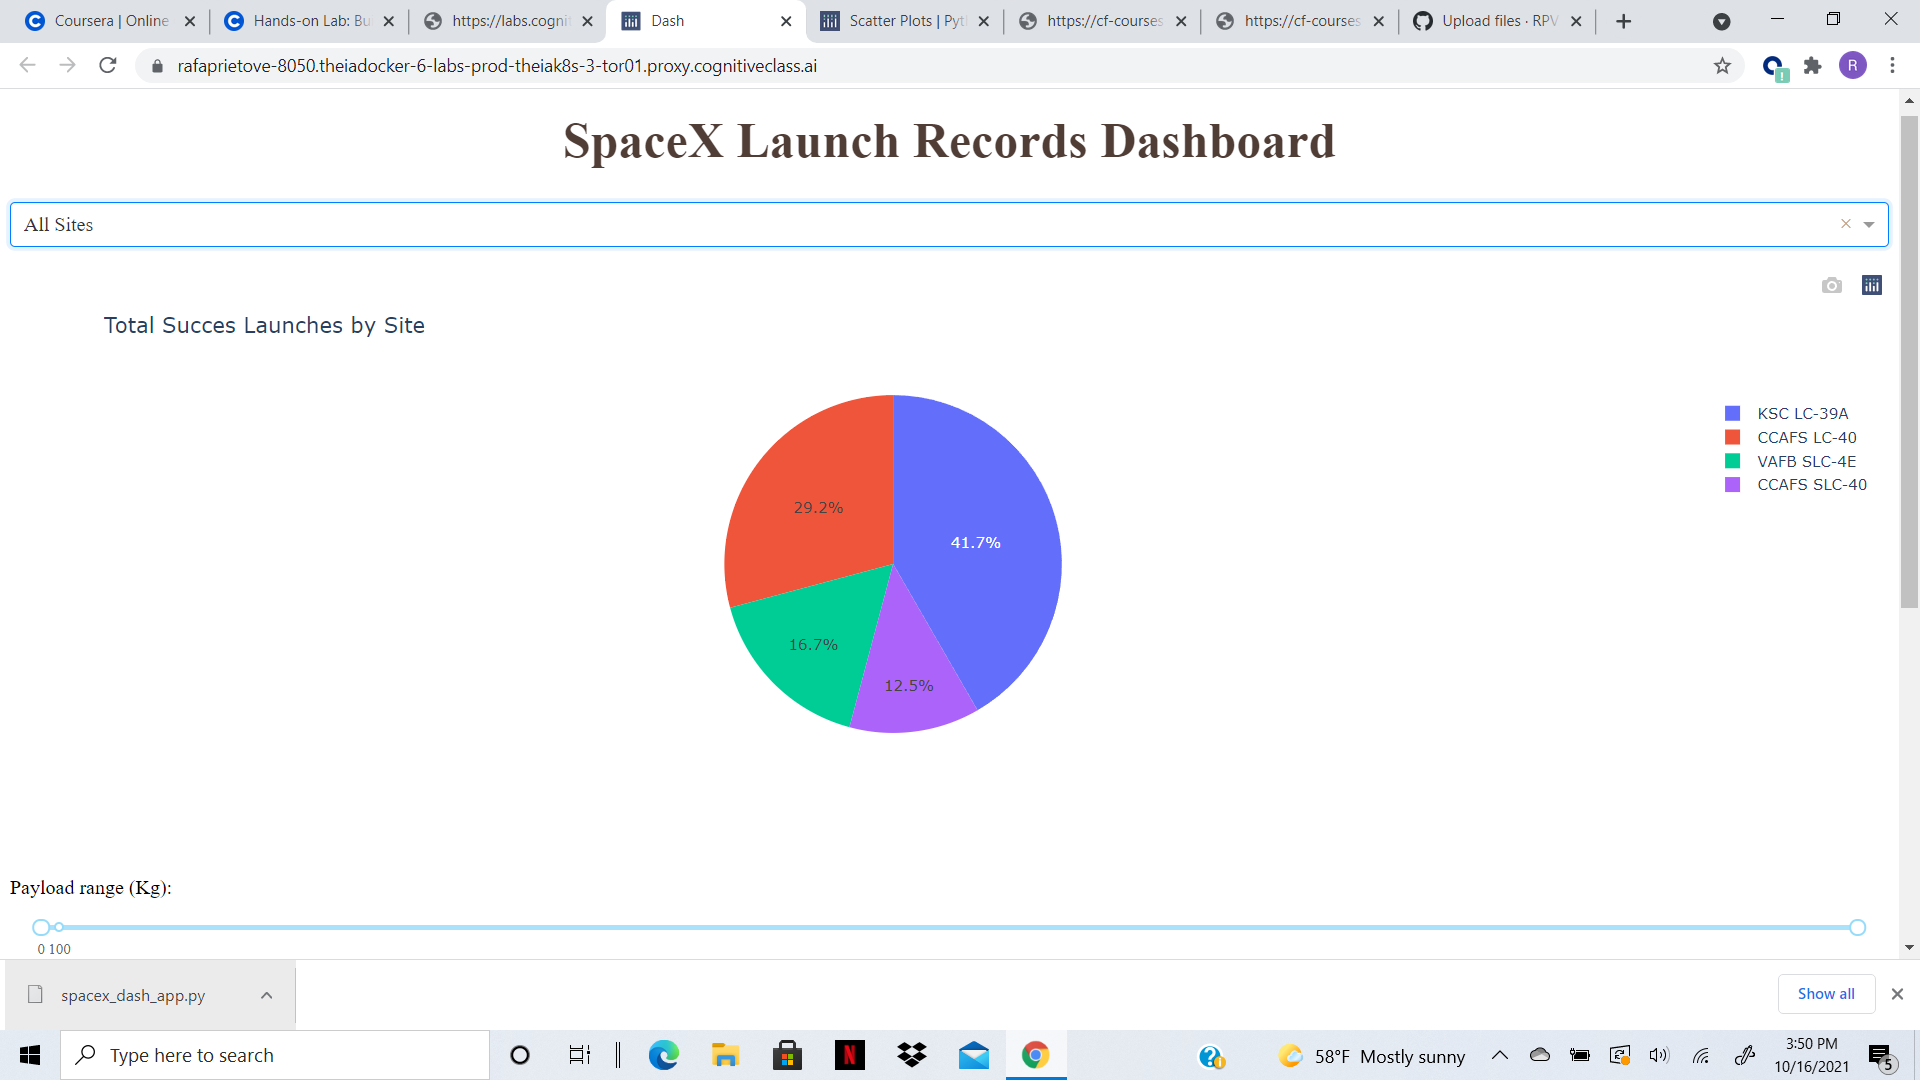 Coursera | Online
Hands-on Lab: Bu
https://labs.cognit
Dash
Scatter Plots | Pyt
https://cf-courses
https://cf-courses
Upload files · RPV
rafaprietove-8050.theiadocker-6-labs-prod-theiak8s-3-tor01.proxy.cognitiveclass.ai
R
SpaceX Launch Records Dashboard
All Sites
Total Succes Launches by Site
KSC LC-39A
CCAFS LC-40
VAFB SLC-4E
CCAFS SLC-40
29.2%
41.7%
16.7%
12.5%
Payload range (Kg):
0 100
spacex_dash_app.py
Show all
Type here to search
58°F Mostly sunny
3:50 PM
10/16/2021
5